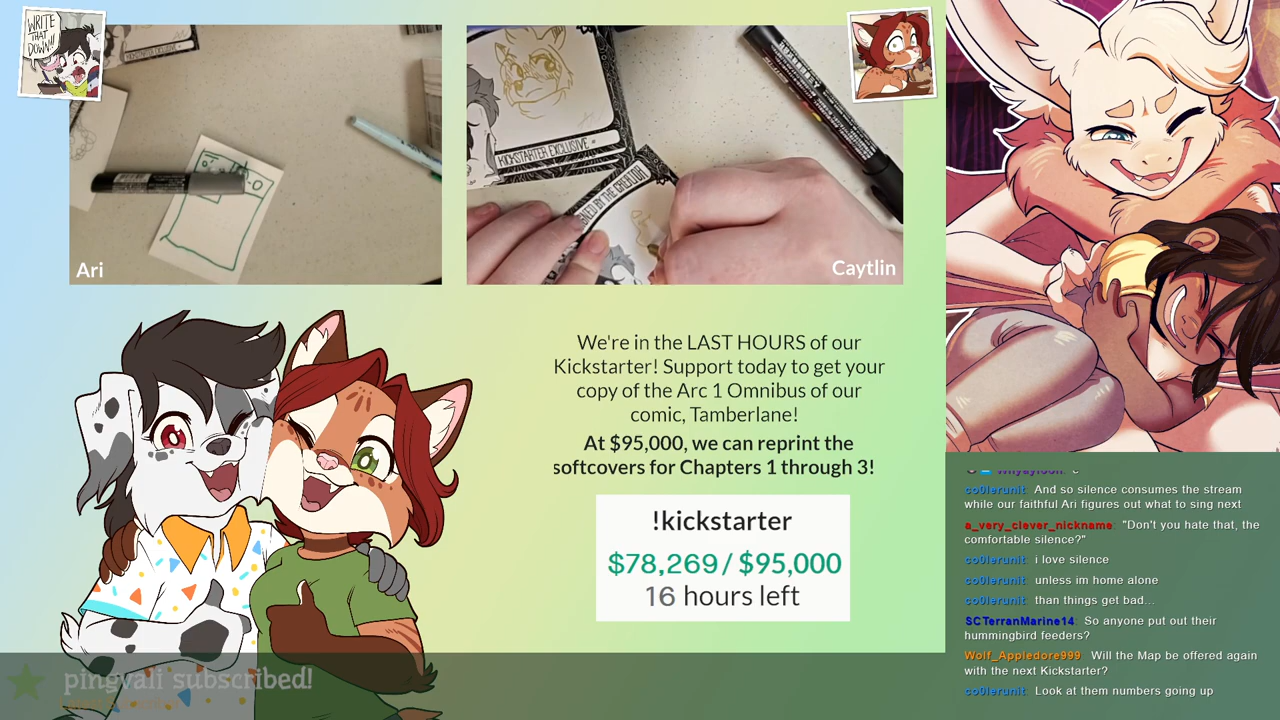 WRITE
THAT
DOWN!!
KICKSTARTER EXCLUSIVE
KICKSTARTER EXCLUSIVE
Ari
Caytlin
We're in the LAST HOURS of our
Kickstarter! Support today to get your
copy of the Arc 1 Omnibus of our
comic, Tamberlane!
At $95,000, we can reprint the
softcovers for Chapters 1 through 3!
!kickstarter
$78,269 / $95,000
16 hours left
pingvali subscribed!
co0lerunit: And so silence consumes the stream
while our faithful Ari figures out what to sing next
a_very_clever_nickname: "Don't you hate that, the
comfortable silence?"
co0lerunit: i love silence
co0lerunit: unless im home alone
co0lerunit: than things get bad...
SCTerranMarine14: So anyone put out their
hummingbird feeders?
Wolf_Appledore999: Will the Map be offered again
with the next Kickstarter?
co0lerunit: Look at them numbers going up